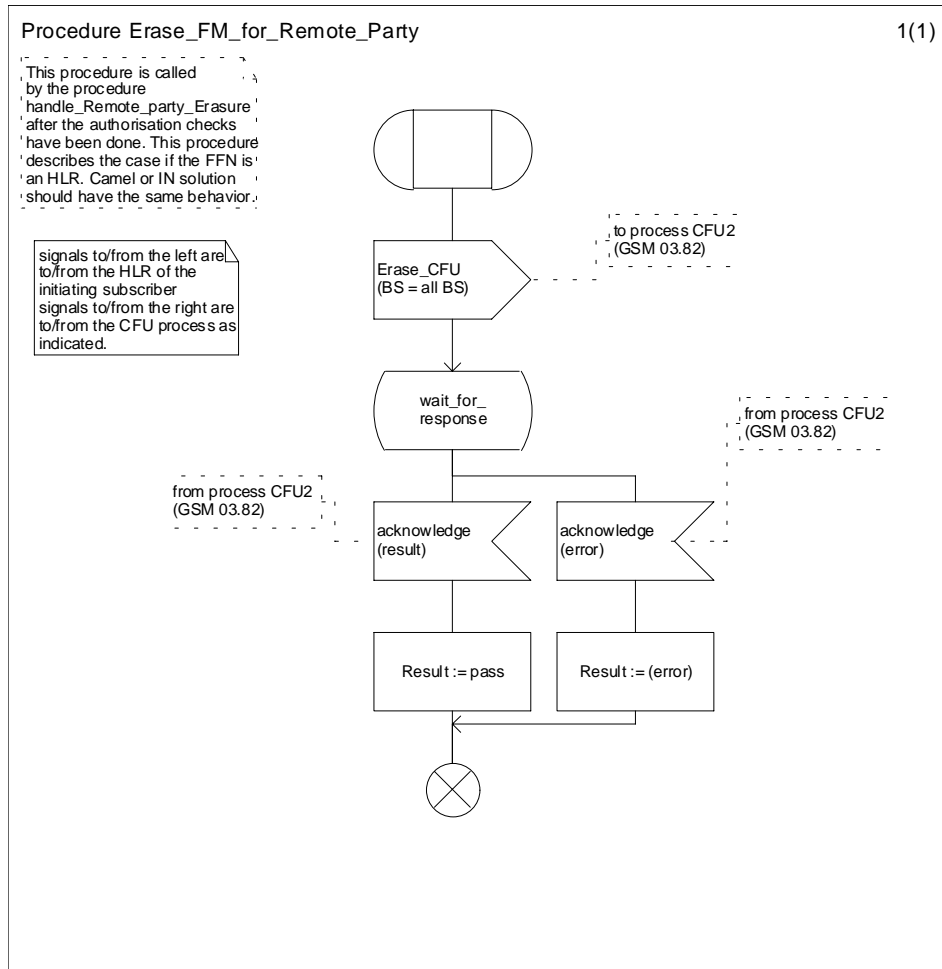 Procedure Erase_FM_for_Remote_Party
1(1)
This procedure is called
by the procedure
handle_Remote_party_Erasure
after the authorisation checks
have been done. This procedure
describes the case if the FFN is
an HLR. Camel or IN solution
should have the same behavior.
signals to/from the left are
to/from the HLR of the
initiating subscriber
signals to/from the right are
to/from the CFU process as
indicated.
to process CFU2
(GSM 03.82)
Erase_CFU
(BS = all BS)
wait_for_
response
from process CFU2
(GSM 03.82)
from process CFU2
(GSM 03.82)
acknowledge
(result)
acknowledge
(error)
Result := pass
Result := (error)